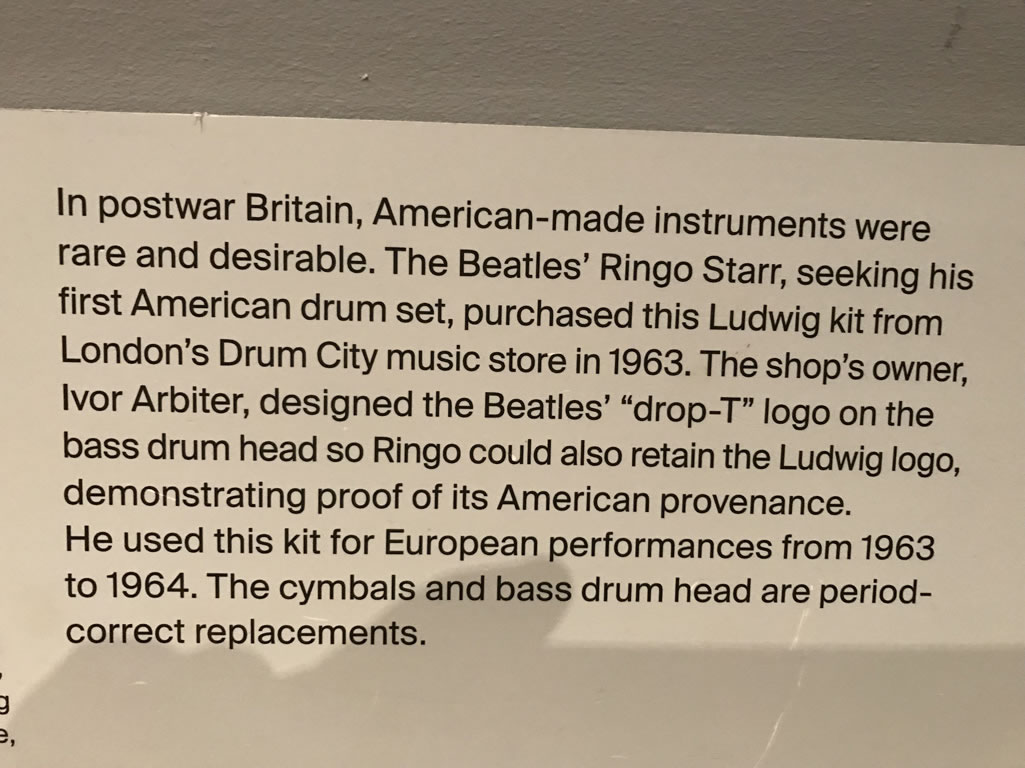 In postwar Britain, American-made instruments were
rare and desirable. The Beatles’ Ringo Starr, seeking his
first American drum set, purchased this Ludwig kit from
London’s Drum City music store in 1963. The shop’s owner,
Ivor Arbiter, designed the Beatles’ “drop-T” logo on the
bass drum head so Ringo could also retain the Ludwig logo,
demonstrating proof of its American provenance.
He used this kit for European performances from 1963
to 1964. The cymbals and bass drum head are period-
correct replacements.